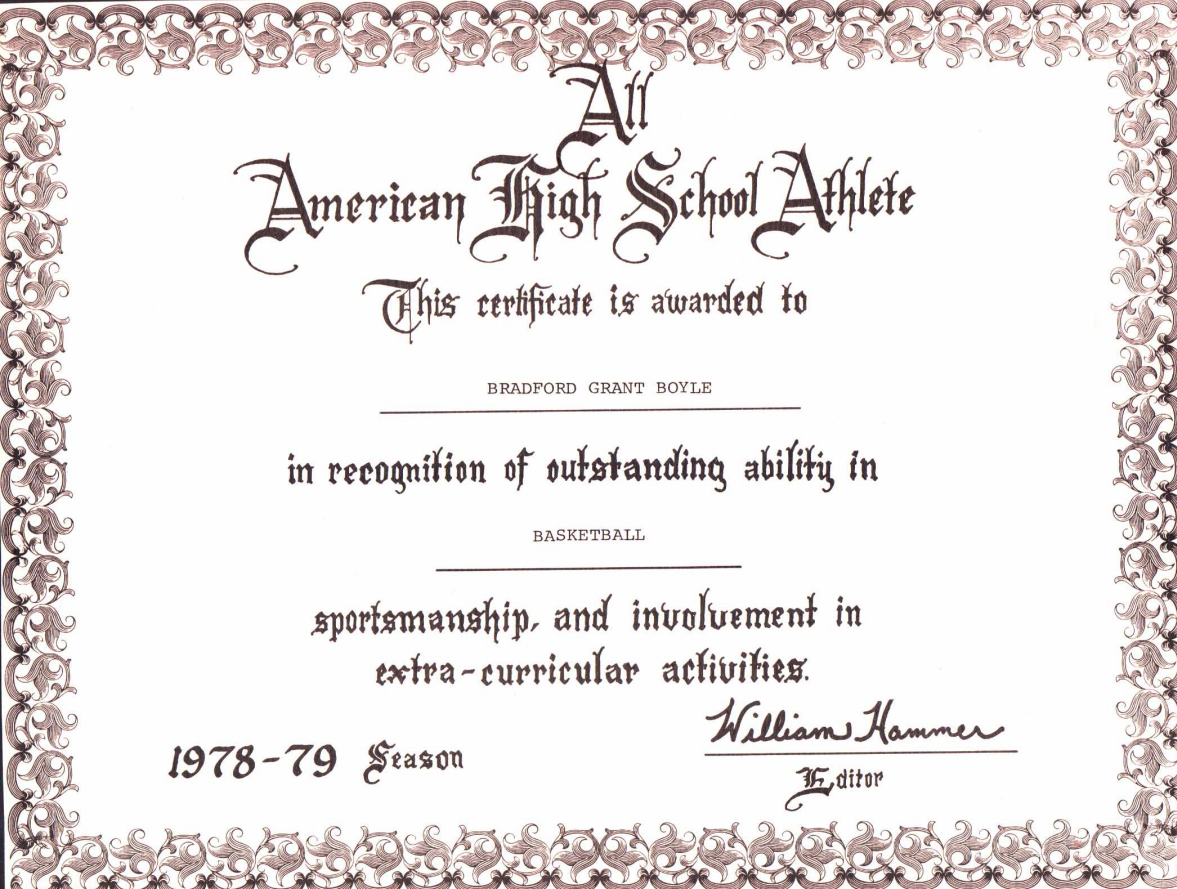 All
American High School Athlete
This certificate is awarded to
BRADFORD GRANT BOYLE
in recognition of outstanding ability in
BASKETBALL
sportsmanship, and involvement in
extra-curricular activities.
William Hammer
1978-79 Season
Editor